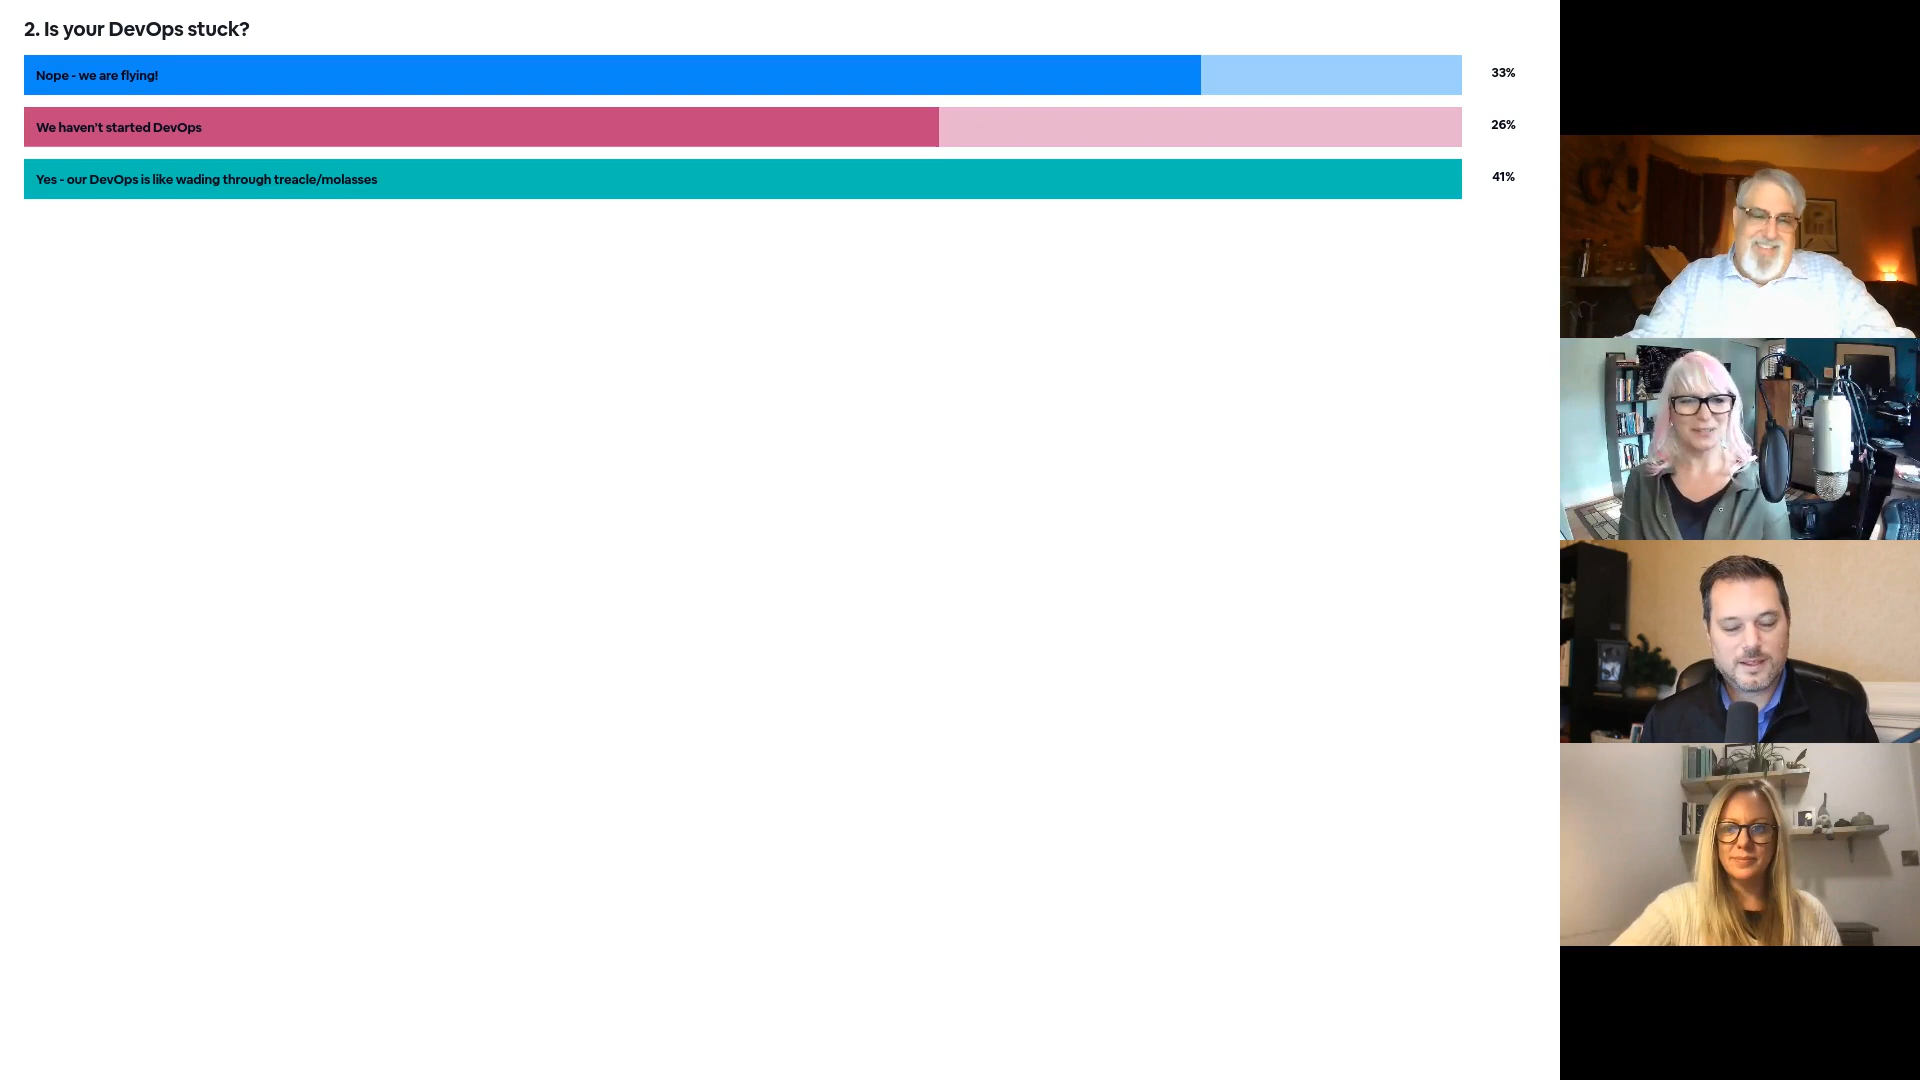 2. Is your DevOps stuck?
Nope - we are flying!
33%
We haven't started DevOps
26%
Yes - our DevOps is like wading through treacle/molasses
41%